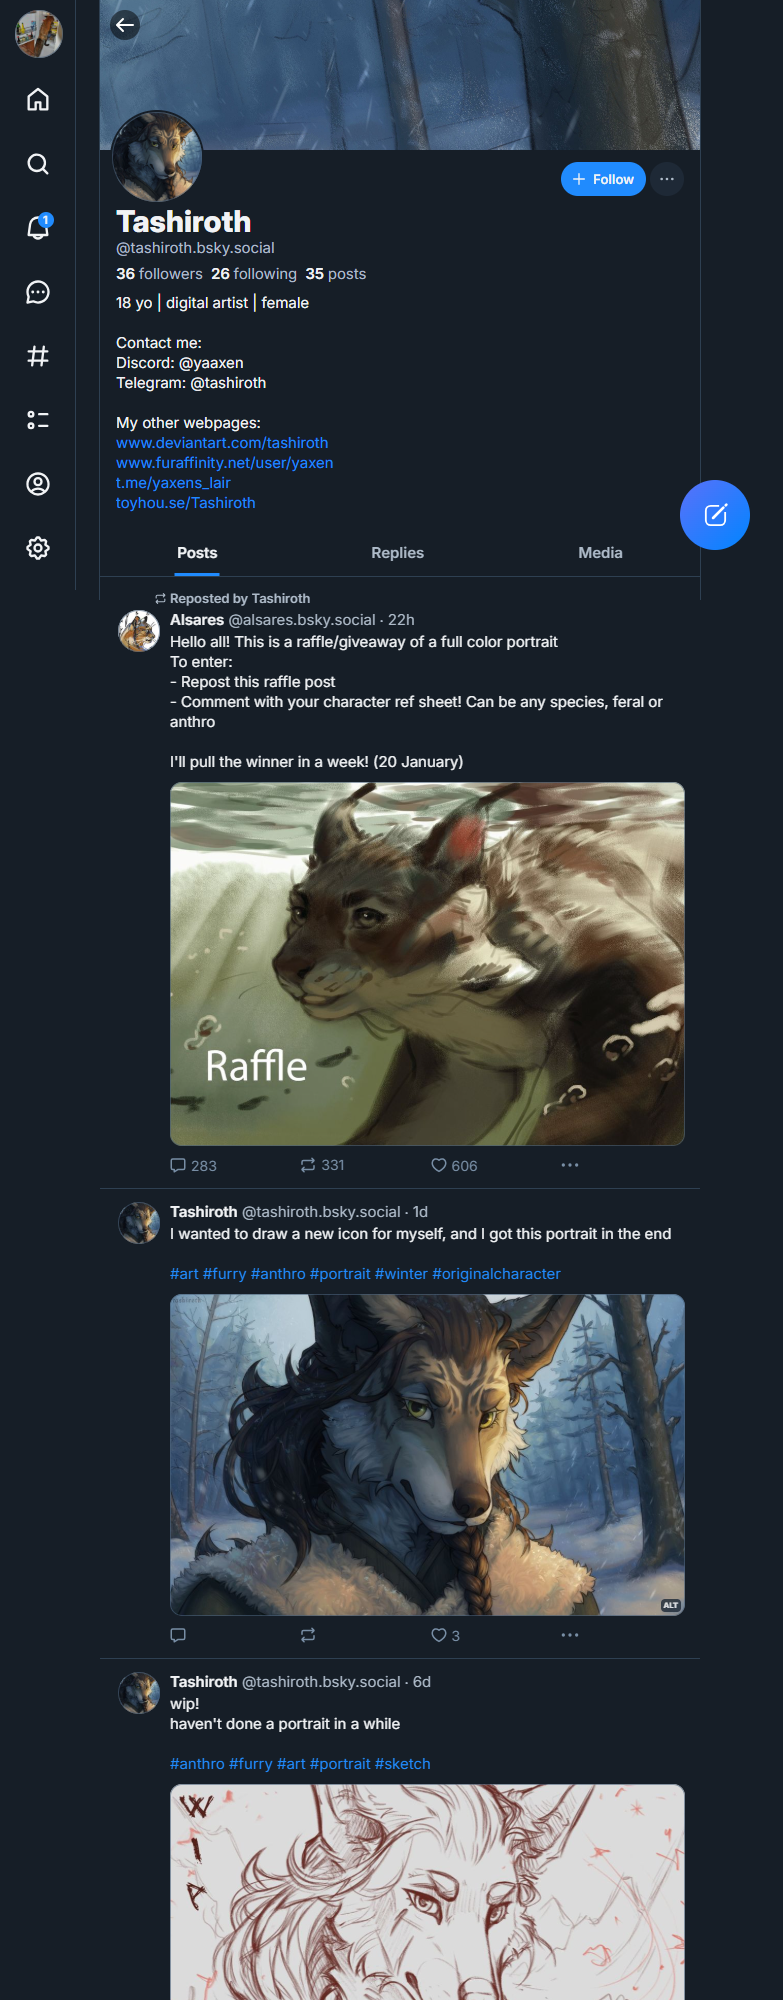 1
+ Follow
Tashiroth
@tashiroth.bsky.social
36 followers 26 following 35 posts
18 yo | digital artist | female
Contact me:
Discord: @yaaxen
Telegram: @tashiroth
My other webpages:
www.deviantart.com/tashiroth
www.furaffinity.net/user/yaxen
t.me/yaxens_lair
toyhou.se/Tashiroth
Posts Replies Media
Reposted by Tashiroth
Alsares @alsares.bsky.social · 22h
Hello all! This is a raffle/giveaway of a full color portrait
To enter:
- Repost this raffle post
- Comment with your character ref sheet! Can be any species, feral or
anthro
I'll pull the winner in a week! (20 January)
Raffle
283 331 606
Tashiroth @tashiroth.bsky.social · 1d
I wanted to draw a new icon for myself, and I got this portrait in the end
#art #furry #anthro #portrait #winter #originalcharacter
ALT
3
Tashiroth @tashiroth.bsky.social · 6d
wip!
haven't done a portrait in a while
#anthro #furry #art #portrait #sketch
W
I
P